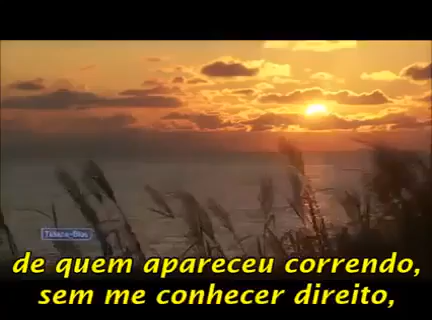 de quem apareceu correndo,
sem me conhecer direito,